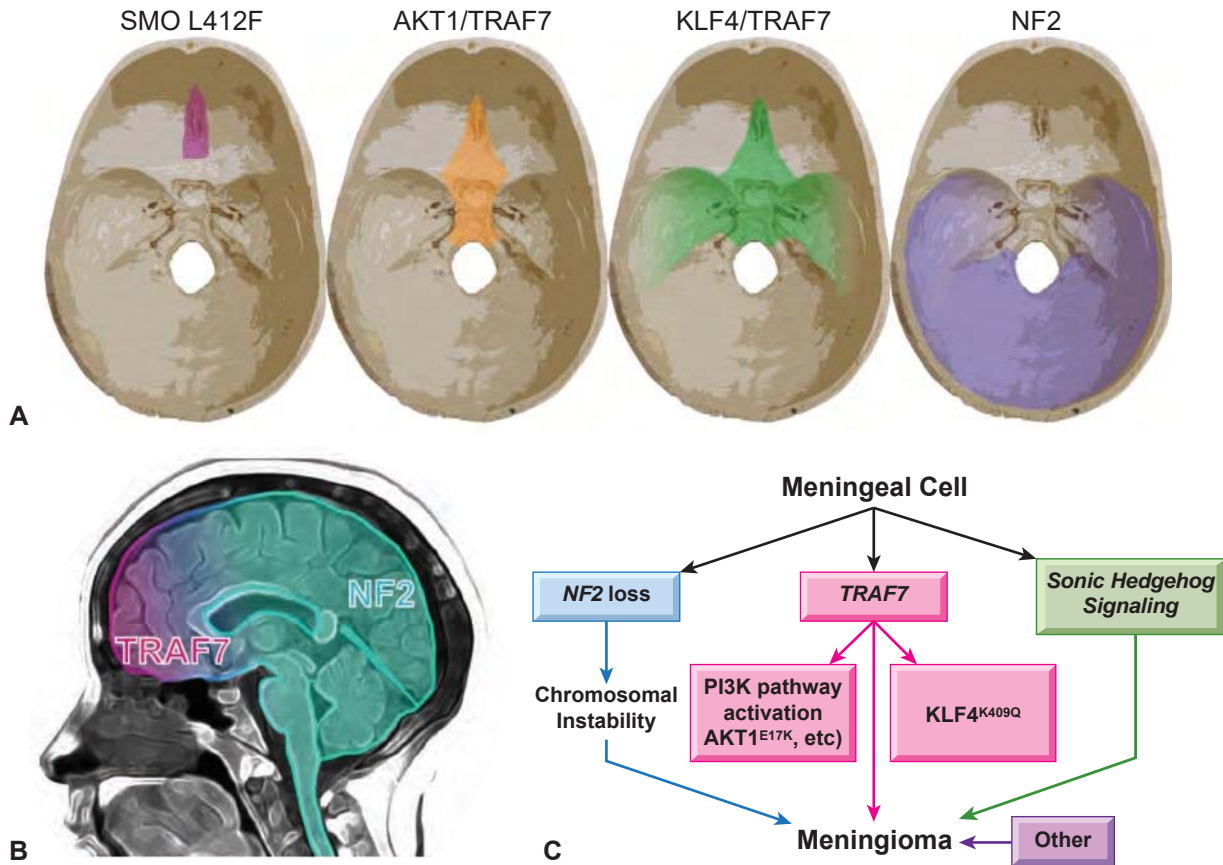 SMO L412F
AKT1/TRAF7
KLF4/TRAF7
NF2
A
NF2
TRAF7
B
Meningeal Cell
NF2 loss
TRAF7
Sonic Hedgehog
Signaling
Chromosomal
Instability
PI3K pathway
activation
AKT1E17K, etc)
KLF4K409Q
Meningioma
Other
C